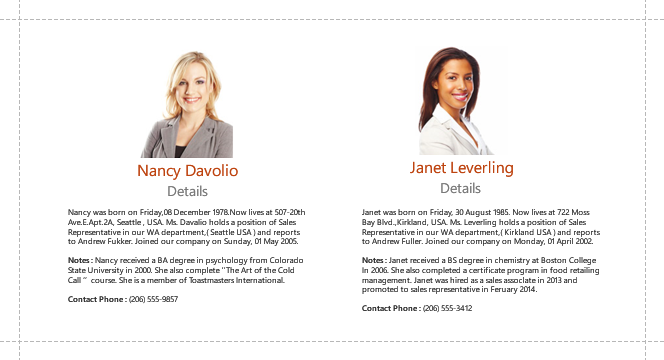 Nancy Davolio
Details
Nancy was born on Friday,08 December 1978.Now lives at 507-20th
Ave.E.Apt.2A, Seattle , USA. Ms. Davalio holds a position of Sales
Representative in our WA department,( Seattle USA ) and reports
to Andrew Fukker. Joined our company on Sunday, 01 May 2005.
Notes : Nancy received a BA degree in psychology from Colorado
State University in 2000. She also complete "The Art of the Cold
Call " course. She is a member of Toastmasters International.
Contact Phone : (206) 555-9857
Janet Leverling
Details
Janet was born on Friday, 30 August 1985. Now lives at 722 Moss
Bay Blvd.,Kirkland, USA. Ms. Leverling holds a position of Sales
Representative in our WA department,( Kirkland USA ) and reports
to Andrew Fuller. Joined our company on Monday, 01 April 2002.
Notes : Janet received a BS degree in chemistry at Boston College
In 2006. She also completed a certificate program in food retailing
management. Janet was hired as a sales assoclate in 2013 and
promoted to sales representative in Feruary 2014.
Contact Phone : (206) 555-3412